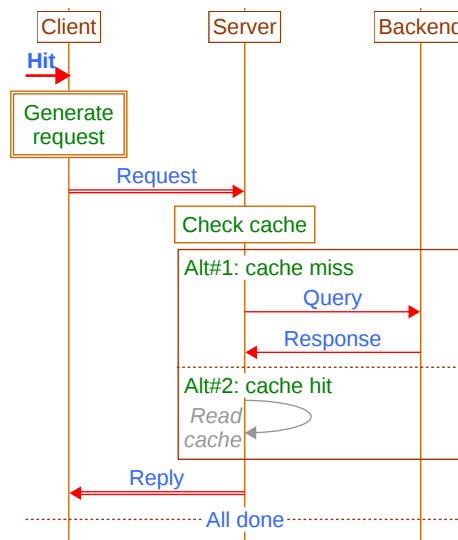 Client Server Backend
Hit
Generate
request
Request
Check cache
Alt#1: cache miss
Query
Response
Alt#2: cache hit
Read
cache
Reply
All done